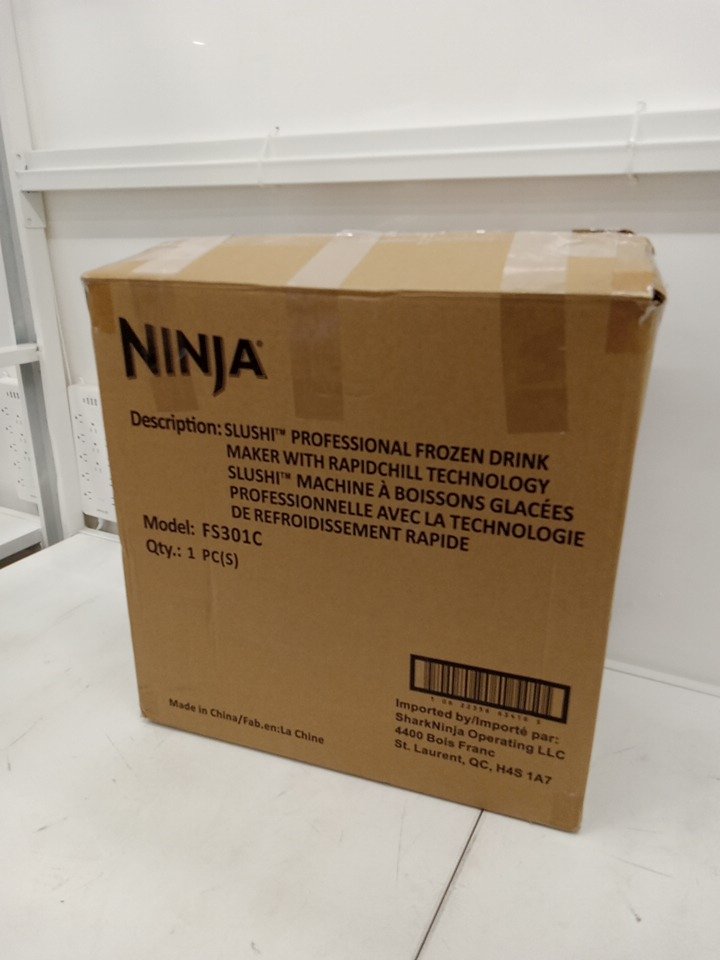 NINJA®
Description: SLUSHI™ PROFESSIONAL FROZEN DRINK
MAKER WITH RAPIDCHILL TECHNOLOGY
SLUSHI™ MACHINE À BOISSONS GLACÉES
PROFESSIONNELLE AVEC LA TECHNOLOGIE
DE REFROIDISSEMENT RAPIDE
Model: FS301C
Qty.: 1 PC(S)
Made in China/Fab.en:La Chine
Imported by/Importé par:
SharkNinja Operating LLC
4400 Bois Franc
St. Laurent, QC, H4S 1A7